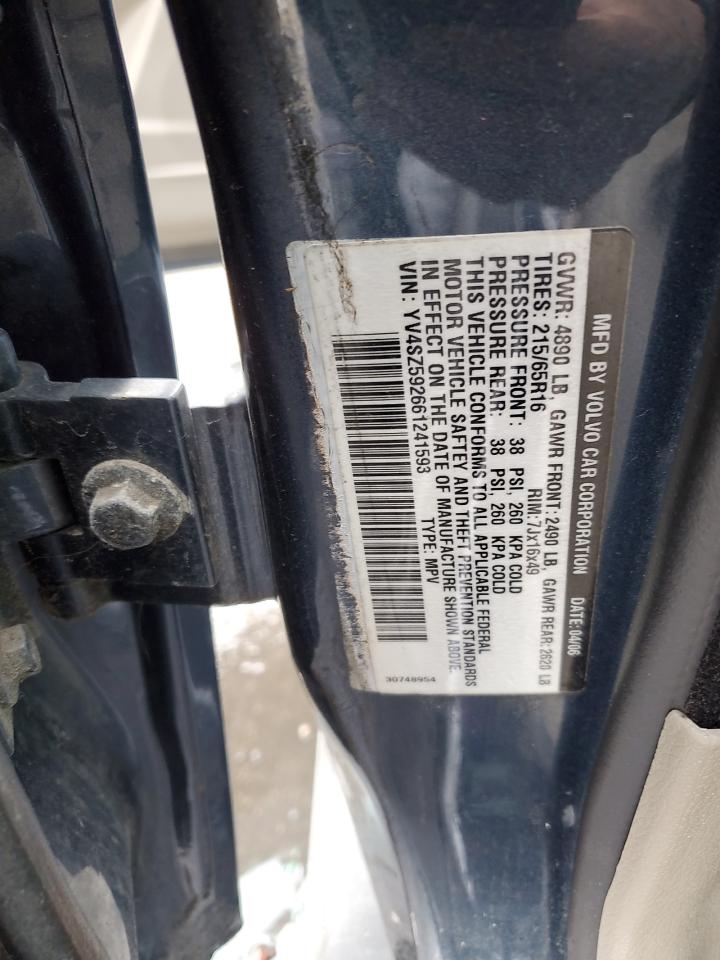 MFD BY VOLVO CAR CORPORATION DATE: 04/06
GVWR: 4890 LB, GAWR FRONT: 2490 LB, GAWR REAR: 2620 LB
TIRES: 215/65R16 RIM: 7Jx16x49
PRESSURE FRONT: 38 PSI, 260 KPA COLD
PRESSURE REAR: 38 PSI, 260 KPA COLD
THIS VEHICLE CONFORMS TO ALL APPLICABLE FEDERAL
MOTOR VEHICLE SAFTEY AND THEFT PREVENTION STANDARDS
IN EFFECT ON THE DATE OF MANUFACTURE SHOWN ABOVE.
VIN: YV4SZ592661241593 TYPE: MPV
30748954